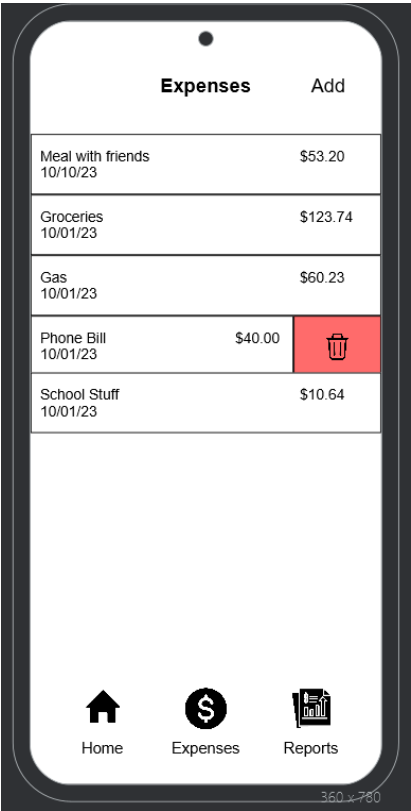 Expenses Add
Meal with friends $53.20
10/10/23
Groceries $123.74
10/01/23
Gas $60.23
10/01/23
Phone Bill $40.00
10/01/23
School Stuff $10.64
10/01/23
Home Expenses Reports
360 x 780